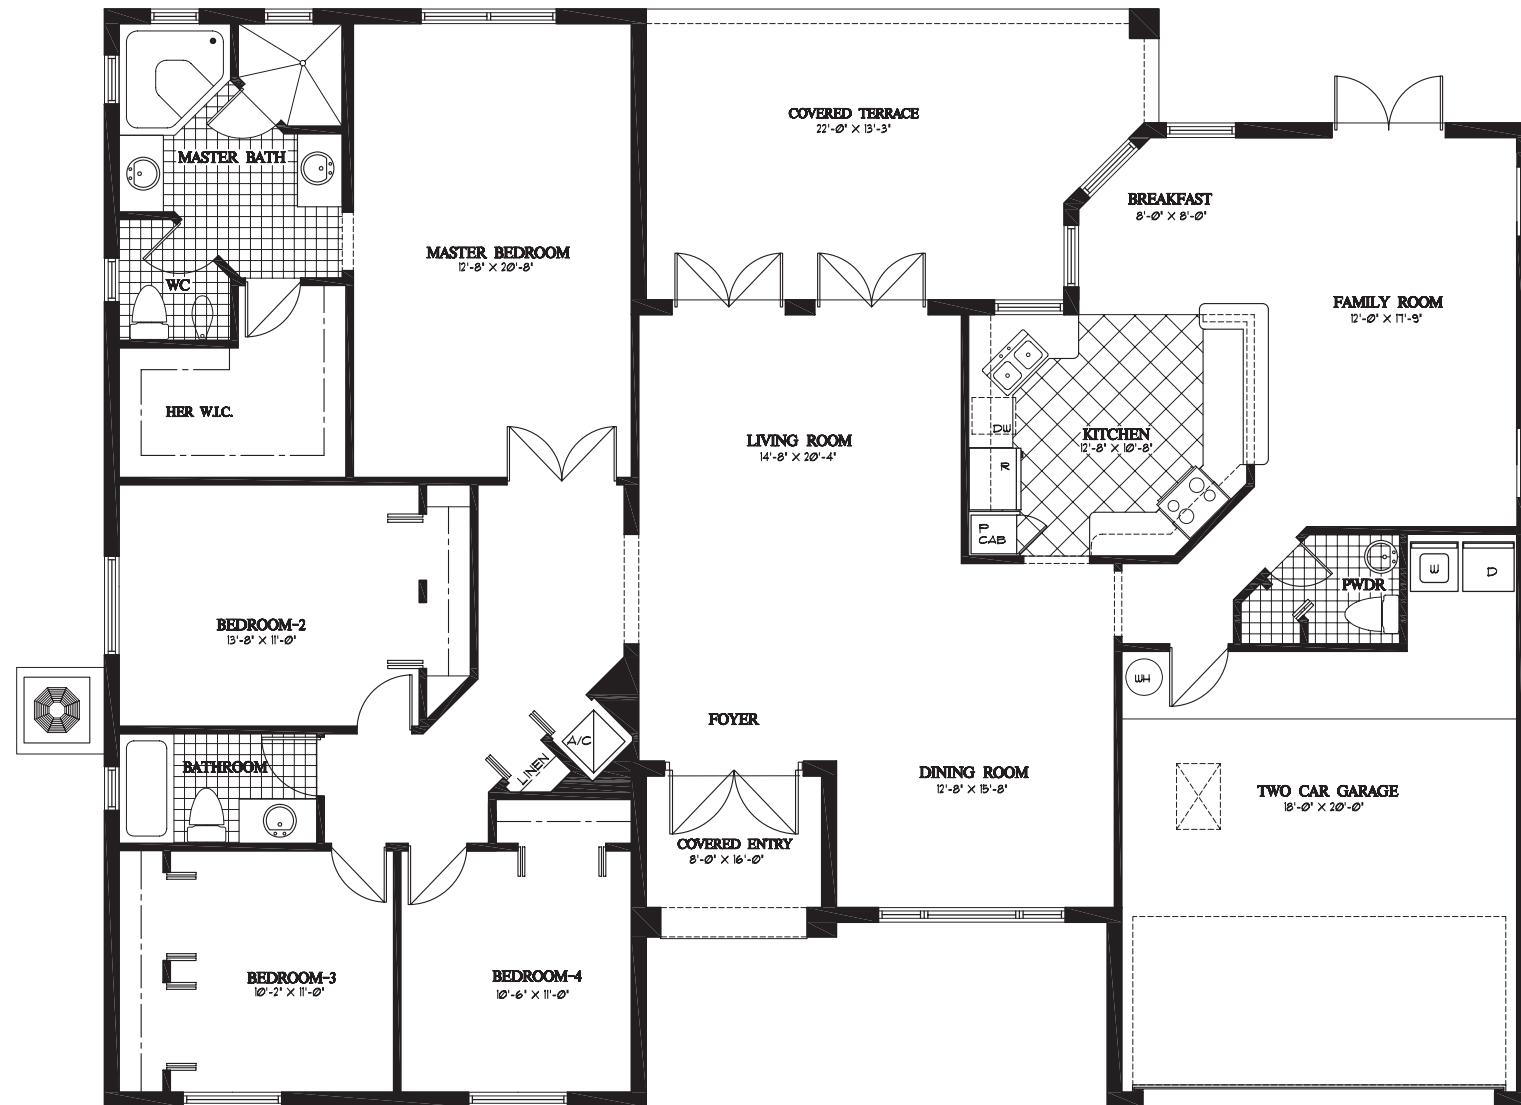 COVERED TERRACE
22'-0" X 13'-3"
MASTER BATH
BREAKFAST
8'-0" X 8'-0"
MASTER BEDROOM
12'-8" X 20'-8"
WC
FAMILY ROOM
12'-0" X 17'-9"
HER W.I.C.
LIVING ROOM
14'-8" X 20'-4"
DW
KITCHEN
12'-8" X 10'-8"
R
P
CAB
W
D
PWDR
BEDROOM-2
13'-8" X 11'-0"
WH
FOYER
A/C
LINEN
BATHROOM
DINING ROOM
12'-8" X 15'-8"
TWO CAR GARAGE
18'-0" X 20'-0"
COVERED ENTRY
8'-0" X 16'-0"
BEDROOM-3
10'-2" X 11'-0"
BEDROOM-4
10'-6" X 11'-0"